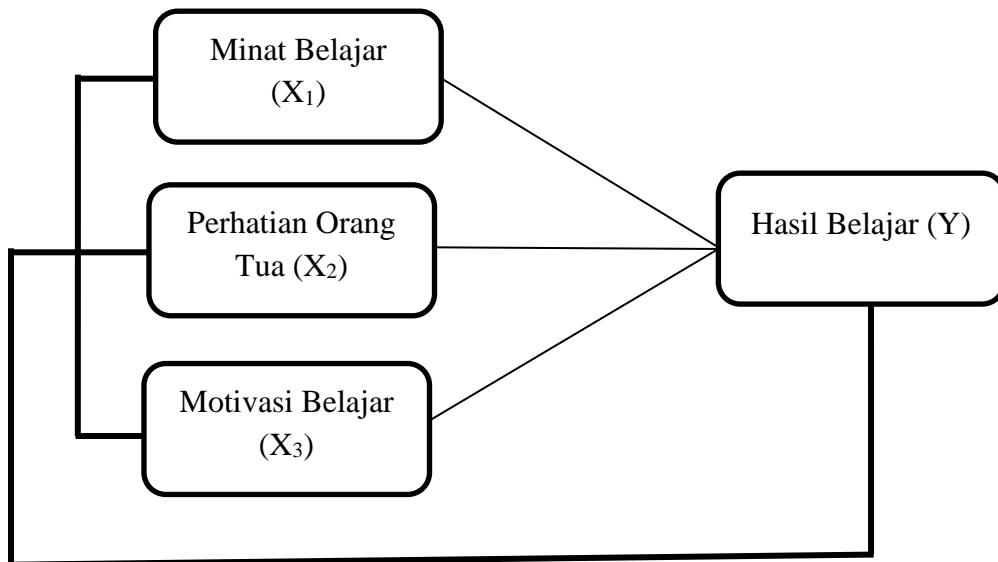 Minat Belajar
(X₁)
Perhatian Orang
Tua (X₂)
Hasil Belajar (Y)
Motivasi Belajar
(X₃)